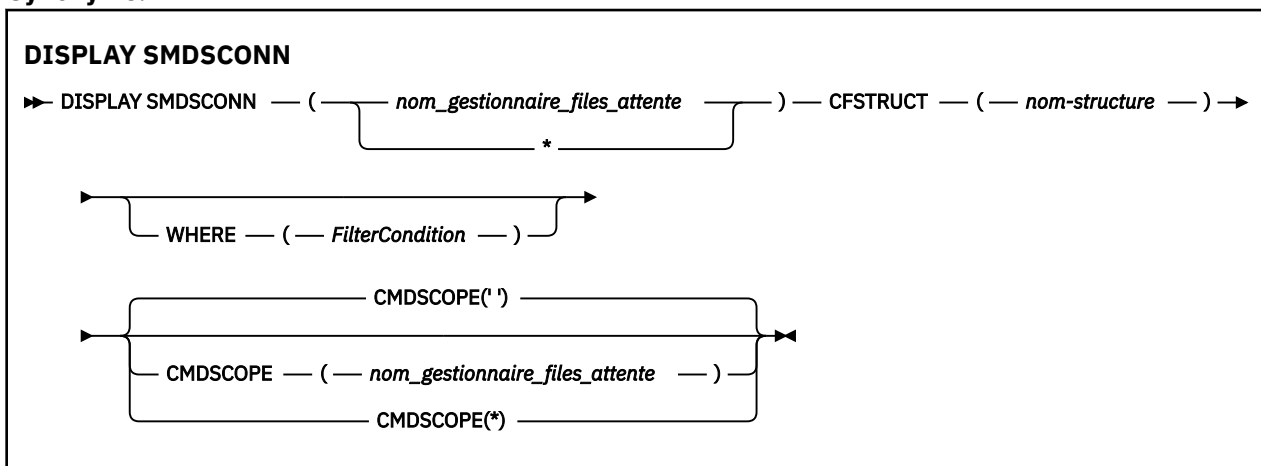 DISPLAY SMDSCONN
DISPLAY SMDSCONN ( nom_gestionnaire_files_attente ) CFSTRUCT ( nom-structure )
*
WHERE ( FilterCondition )
CMDSCOPE(' ')
CMDSCOPE ( nom_gestionnaire_files_attente )
CMDSCOPE(*)